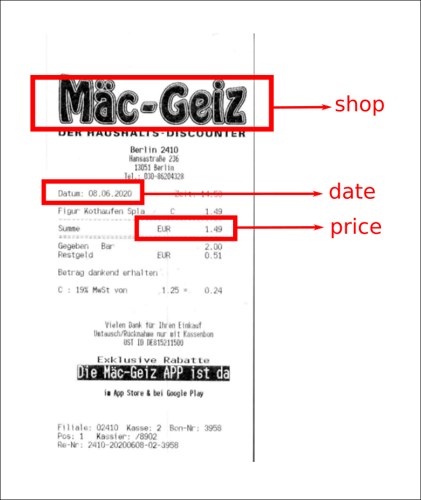 Mäc-Geiz
shop
DER HAUSHALTS-DISCOUNTER
Berlin 2410
Hansastraße 236
13051 Berlin
Tel.: 030-86204328
Datum: 08.06.2020 Zeit: 14:58
date
Figur Kothaufen Spla C 1.49
Summe EUR 1.49
price
Gegeben Bar 2.00
Restgeld EUR 0.51
Betrag dankend erhalten
C : 19% MwSt von 1.25 = 0.24
Vielen Dank für Ihren Einkauf
Umtausch/Rücknahme nur mit Kassenbon
UST ID DE815211500
Exklusive Rabatte
Die Mäc-Geiz APP ist da
im App Store & bei Google Play
Filiale: 02410 Kasse: 2 Bon-Nr: 3958
Pos: 1 Kassier: /8902
Re-Nr: 2410-20200608-02-3958